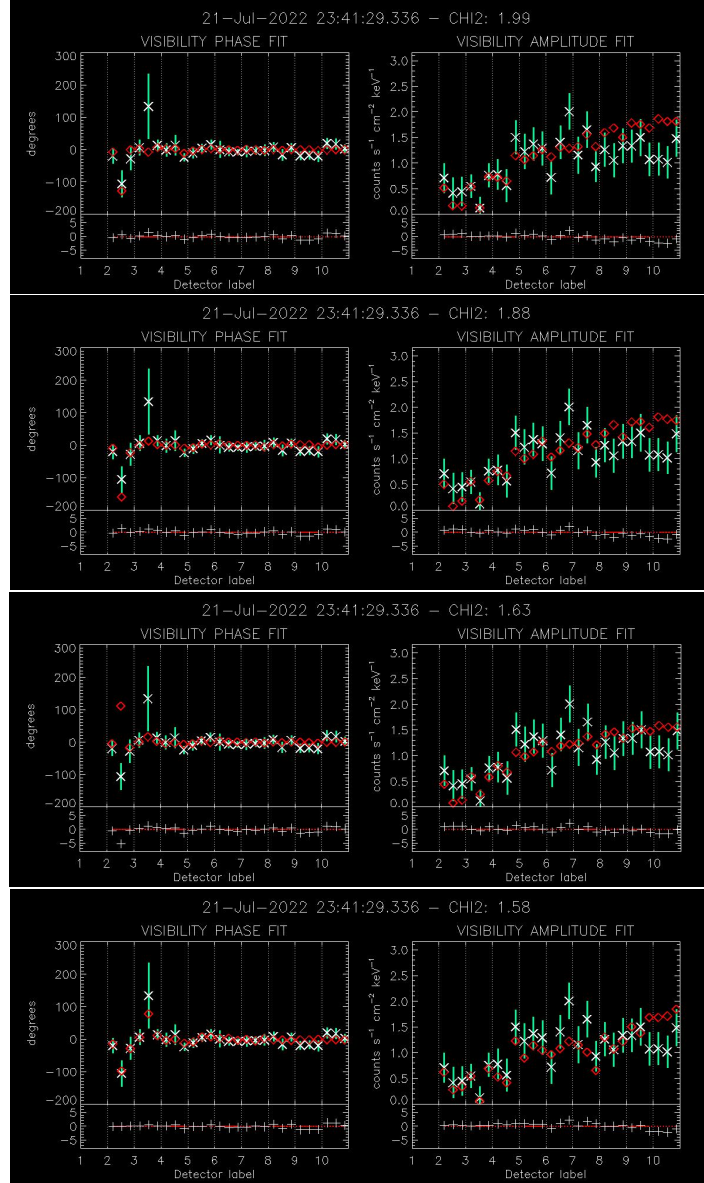 21-Jul-2022 23:41:29.336 - CHI2: 1.99
VISIBILITY PHASE FIT
VISIBILITY AMPLITUDE FIT
300
200
100
0
-100
-200
degrees
5
0
-5
1 2 3 4 5 6 7 8 9 10
Detector label
3.0
2.5
2.0
1.5
1.0
0.5
0.0
counts s⁻¹ cm⁻² keV⁻¹
5
0
-5
1 2 3 4 5 6 7 8 9 10
Detector label
21-Jul-2022 23:41:29.336 - CHI2: 1.88
VISIBILITY PHASE FIT
VISIBILITY AMPLITUDE FIT
300
200
100
0
-100
-200
degrees
5
0
-5
1 2 3 4 5 6 7 8 9 10
Detector label
3.0
2.5
2.0
1.5
1.0
0.5
0.0
counts s⁻¹ cm⁻² keV⁻¹
5
0
-5
1 2 3 4 5 6 7 8 9 10
Detector label
21-Jul-2022 23:41:29.336 - CHI2: 1.63
VISIBILITY PHASE FIT
VISIBILITY AMPLITUDE FIT
300
200
100
0
-100
-200
degrees
5
0
-5
1 2 3 4 5 6 7 8 9 10
Detector label
3.0
2.5
2.0
1.5
1.0
0.5
0.0
counts s⁻¹ cm⁻² keV⁻¹
5
0
-5
1 2 3 4 5 6 7 8 9 10
Detector label
21-Jul-2022 23:41:29.336 - CHI2: 1.58
VISIBILITY PHASE FIT
VISIBILITY AMPLITUDE FIT
300
200
100
0
-100
-200
degrees
5
0
-5
1 2 3 4 5 6 7 8 9 10
Detector label
3.0
2.5
2.0
1.5
1.0
0.5
0.0
counts s⁻¹ cm⁻² keV⁻¹
5
0
-5
1 2 3 4 5 6 7 8 9 10
Detector label